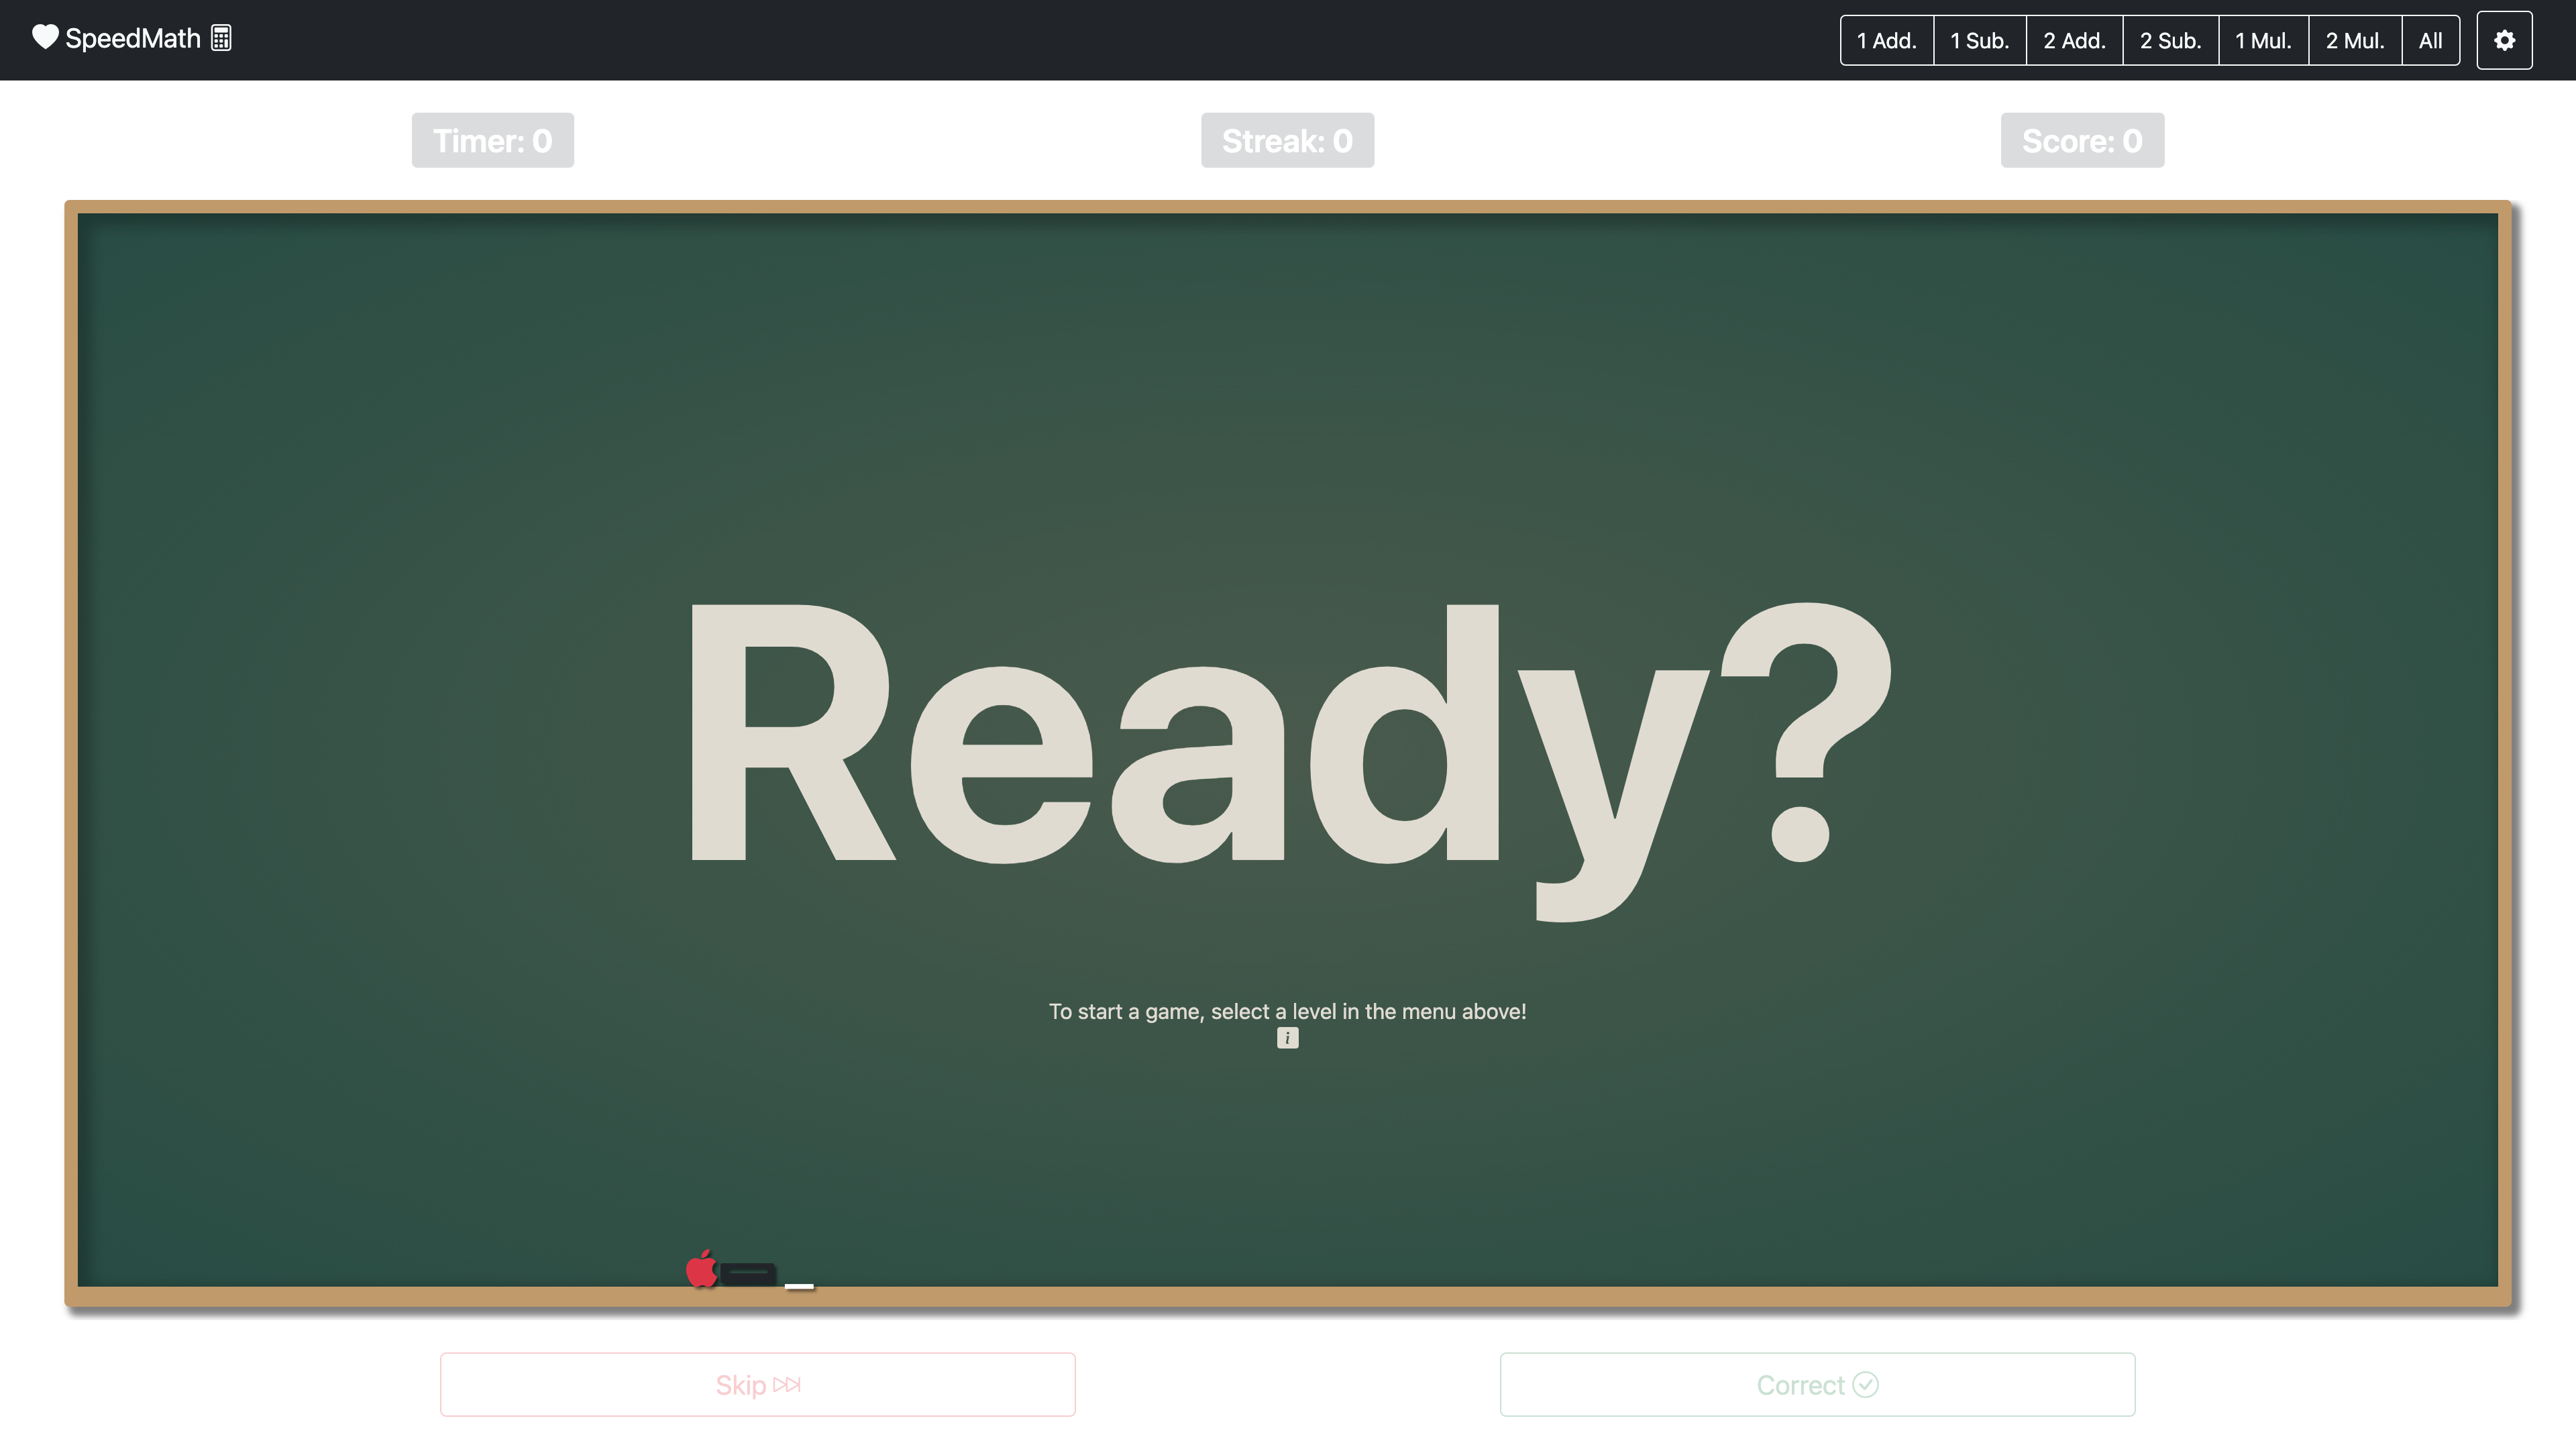 SpeedMath
1 Add. 1 Sub. 2 Add. 2 Sub. 1 Mul. 2 Mul. All
Timer: 0 Streak: 0 Score: 0
Ready?
To start a game, select a level in the menu above!
i
Skip Correct